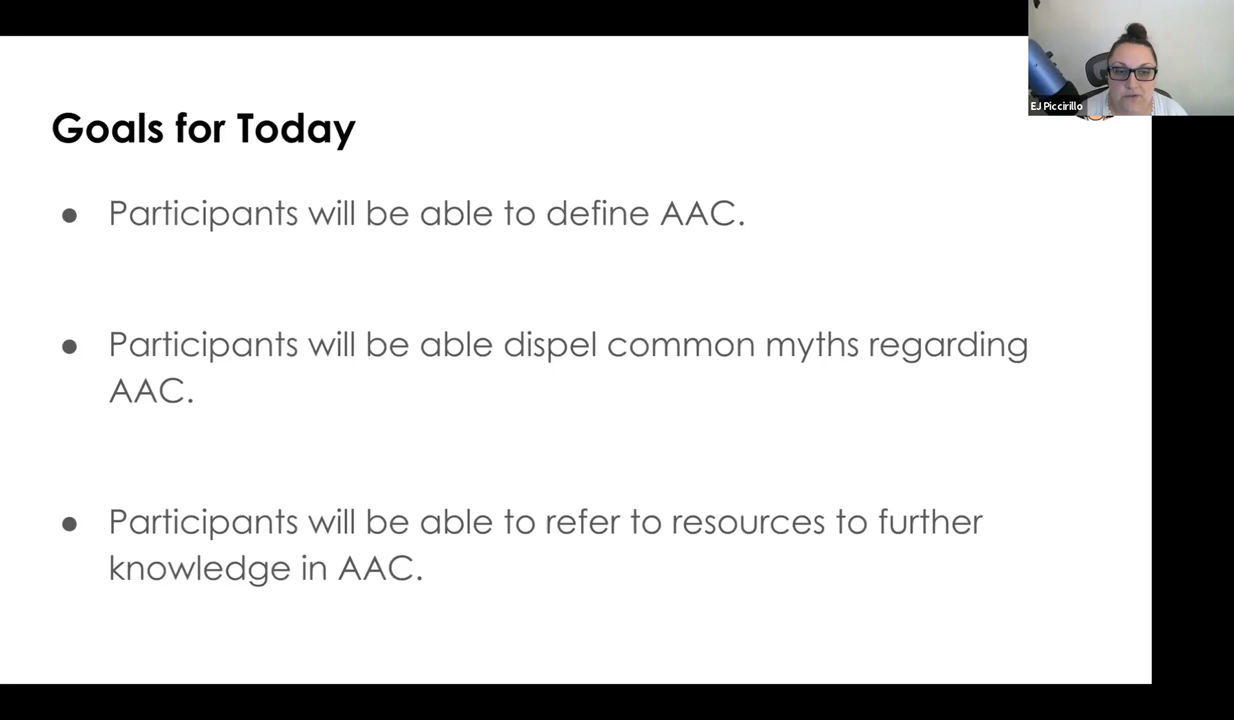 EJ Piccirillo
Goals for Today
● Participants will be able to define AAC.
● Participants will be able dispel common myths regarding
AAC.
● Participants will be able to refer to resources to further
knowledge in AAC.